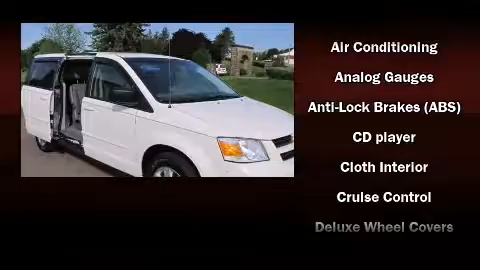 Air Conditioning
Analog Gauges
Anti-Lock Brakes (ABS)
CD player
Cloth Interior
Cruise Control
Deluxe Wheel Covers